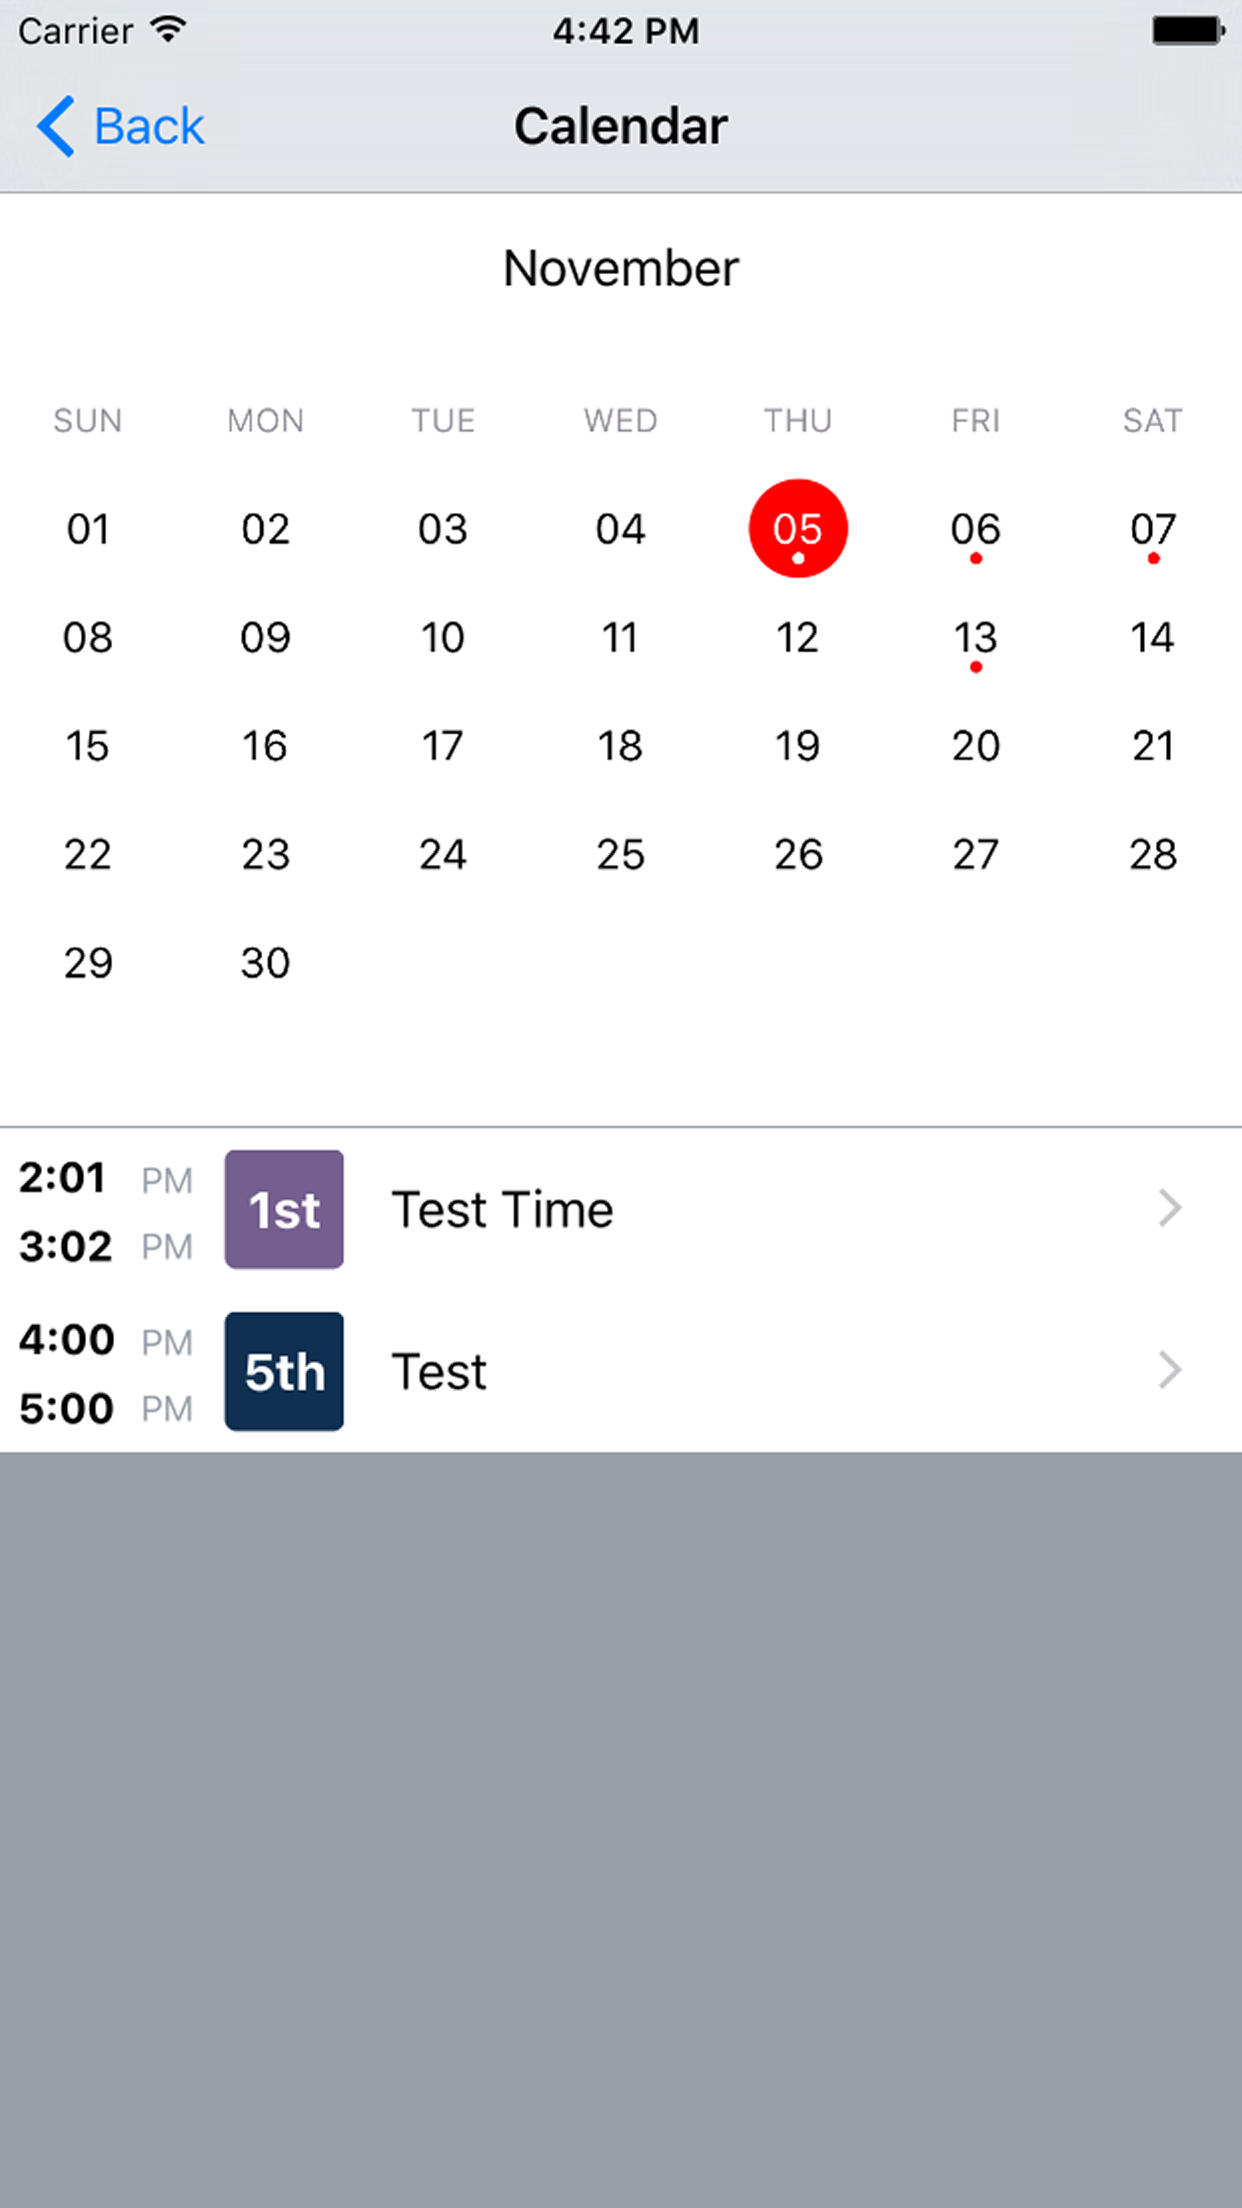 Carrier 4:42 PM
Back Calendar
November
SUN MON TUE WED THU FRI SAT
01 02 03 04 05 06 07
08 09 10 11 12 13 14
15 16 17 18 19 20 21
22 23 24 25 26 27 28
29 30
2:01 PM
3:02 PM
1st
Test Time
4:00 PM
5:00 PM
5th
Test